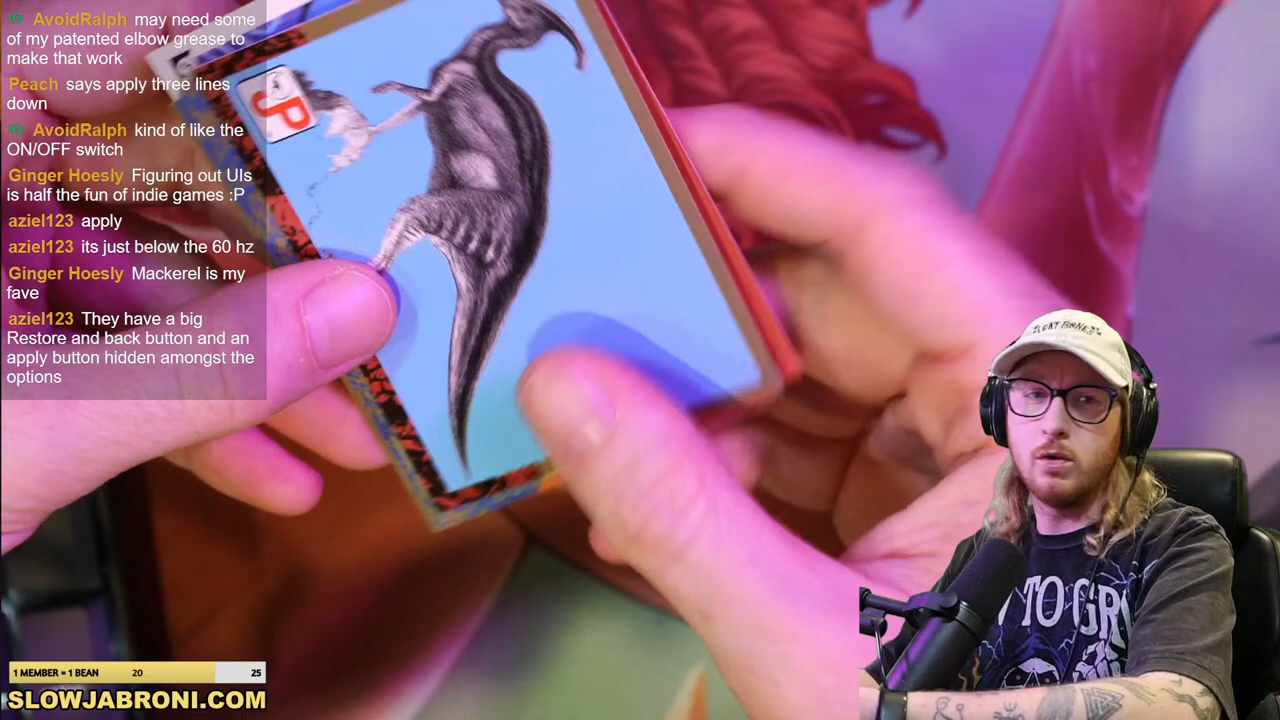 AvoidRalph may need some
of my patented elbow grease to
make that work
Peach says apply three lines
down
AvoidRalph kind of like the
ON/OFF switch
Ginger Hoesly Figuring out UIs
is half the fun of indie games :P
aziel123 apply
aziel123 its just below the 60 hz
Ginger Hoesly Mackerel is my
fave
aziel123 They have a big
Restore and back button and an
apply button hidden amongst the
options
UP
TO GR
1 MEMBER = 1 BEAN 20 25
SLOWJABRONI.COM